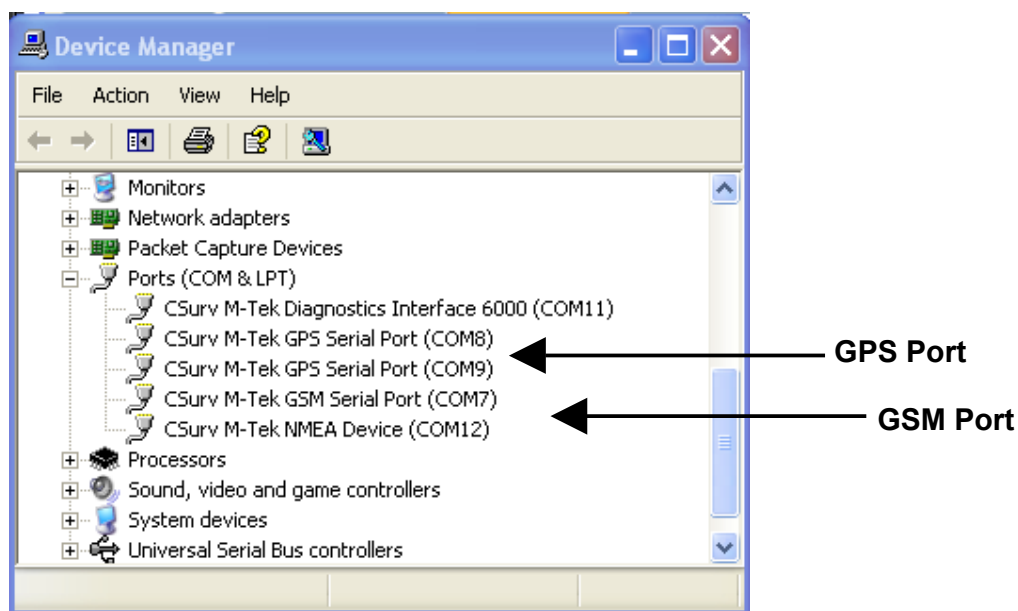 Device Manager
File Action View Help
Monitors
Network adapters
Packet Capture Devices
Ports (COM & LPT)
CSurv M-Tek Diagnostics Interface 6000 (COM11)
CSurv M-Tek GPS Serial Port (COM8)
GPS Port
CSurv M-Tek GPS Serial Port (COM9)
CSurv M-Tek GSM Serial Port (COM7)
GSM Port
CSurv M-Tek NMEA Device (COM12)
Processors
Sound, video and game controllers
System devices
Universal Serial Bus controllers